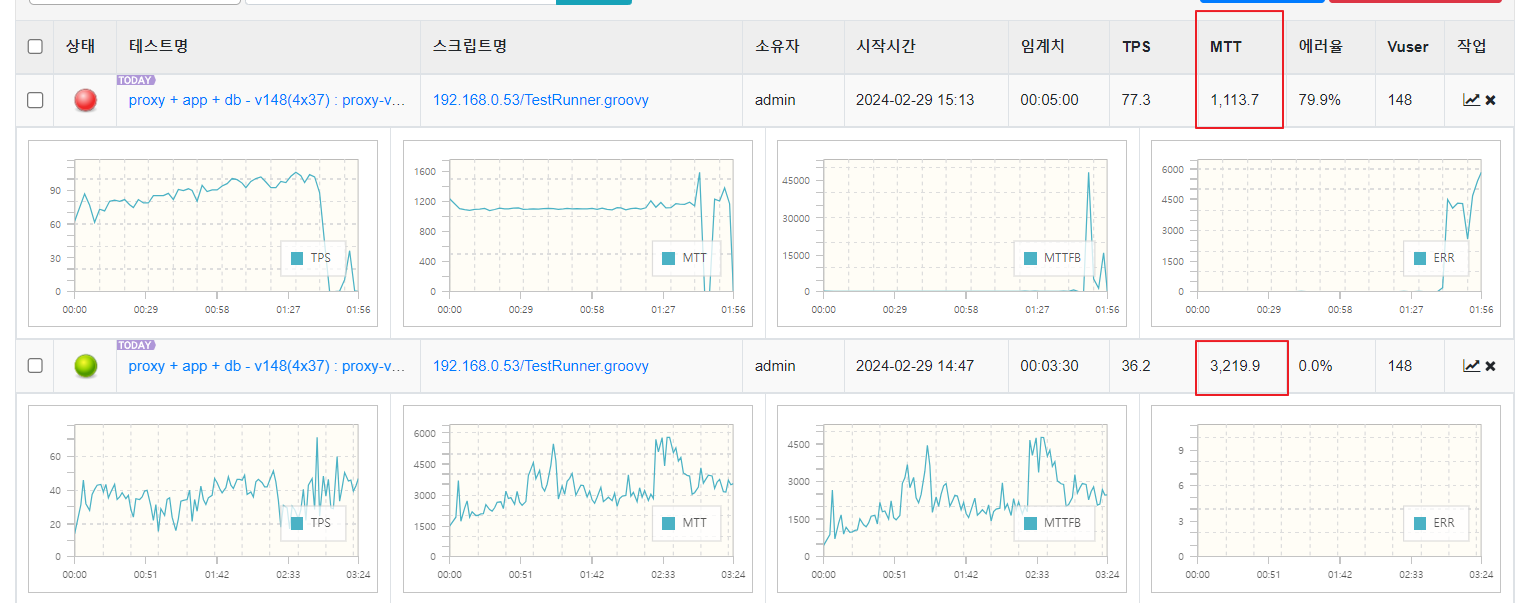 상태 테스트명 스크립트명 소유자 시작시간 임계치 TPS MTT 에러율 Vuser 작업
TODAY
proxy + app + db - v148(4x37) : proxy-v... 192.168.0.53/TestRunner.groovy admin 2024-02-29 15:13 00:05:00 77.3 1,113.7 79.9% 148
90
60
30
0
TPS
00:00 00:29 00:58 01:27 01:56
1600
1200
800
400
0
MTT
00:00 00:29 00:58 01:27 01:56
45000
30000
15000
0
MTTFB
00:00 00:29 00:58 01:27 01:56
6000
4500
3000
1500
0
ERR
00:00 00:29 00:58 01:27 01:56
TODAY
proxy + app + db - v148(4x37) : proxy-v... 192.168.0.53/TestRunner.groovy admin 2024-02-29 14:47 00:03:30 36.2 3,219.9 0.0% 148
60
40
20
0
TPS
00:00 00:51 01:42 02:33 03:24
6000
4500
3000
1500
0
MTT
00:00 00:51 01:42 02:33 03:24
4500
3000
1500
0
MTTFB
00:00 00:51 01:42 02:33 03:24
9
6
3
0
ERR
00:00 00:51 01:42 02:33 03:24